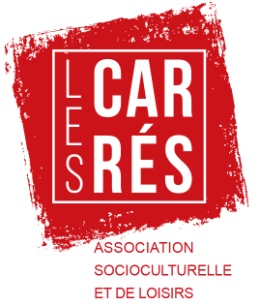 LES
CAR
RÉS
ASSOCIATION
SOCIOCULTURELLE
ET DE LOISIRS